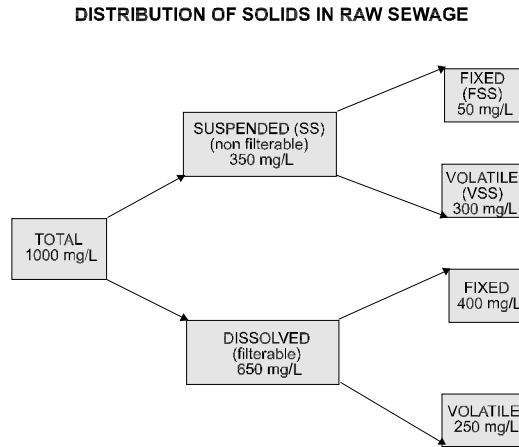 DISTRIBUTION OF SOLIDS IN RAW SEWAGE
FIXED
(FSS)
50 mg/L
SUSPENDED (SS)
(non filterable)
350 mg/L
VOLATILE
(VSS)
300 mg/L
TOTAL
1000 mg/L
FIXED
400 mg/L
DISSOLVED
(filterable)
650 mg/L
VOLATILE
250 mg/L